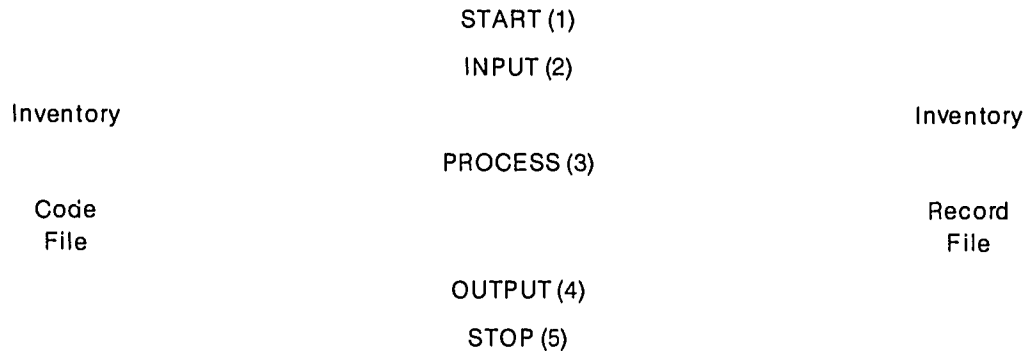 START (1)
INPUT (2)
Inventory
Inventory
PROCESS (3)
Code
File
Record
File
OUTPUT (4)
STOP (5)